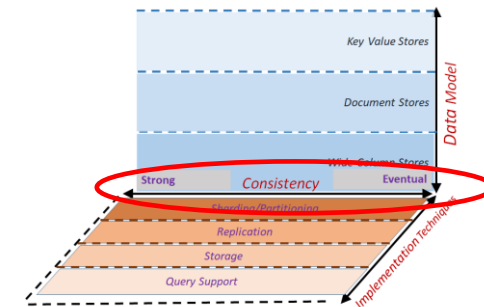 Key Value Stores
Document Stores
Data Model
Wide Column Stores
Strong
Consistency
Eventual
Sharding/Partitioning
Replication
Storage
Query Support
Implementation Techniques